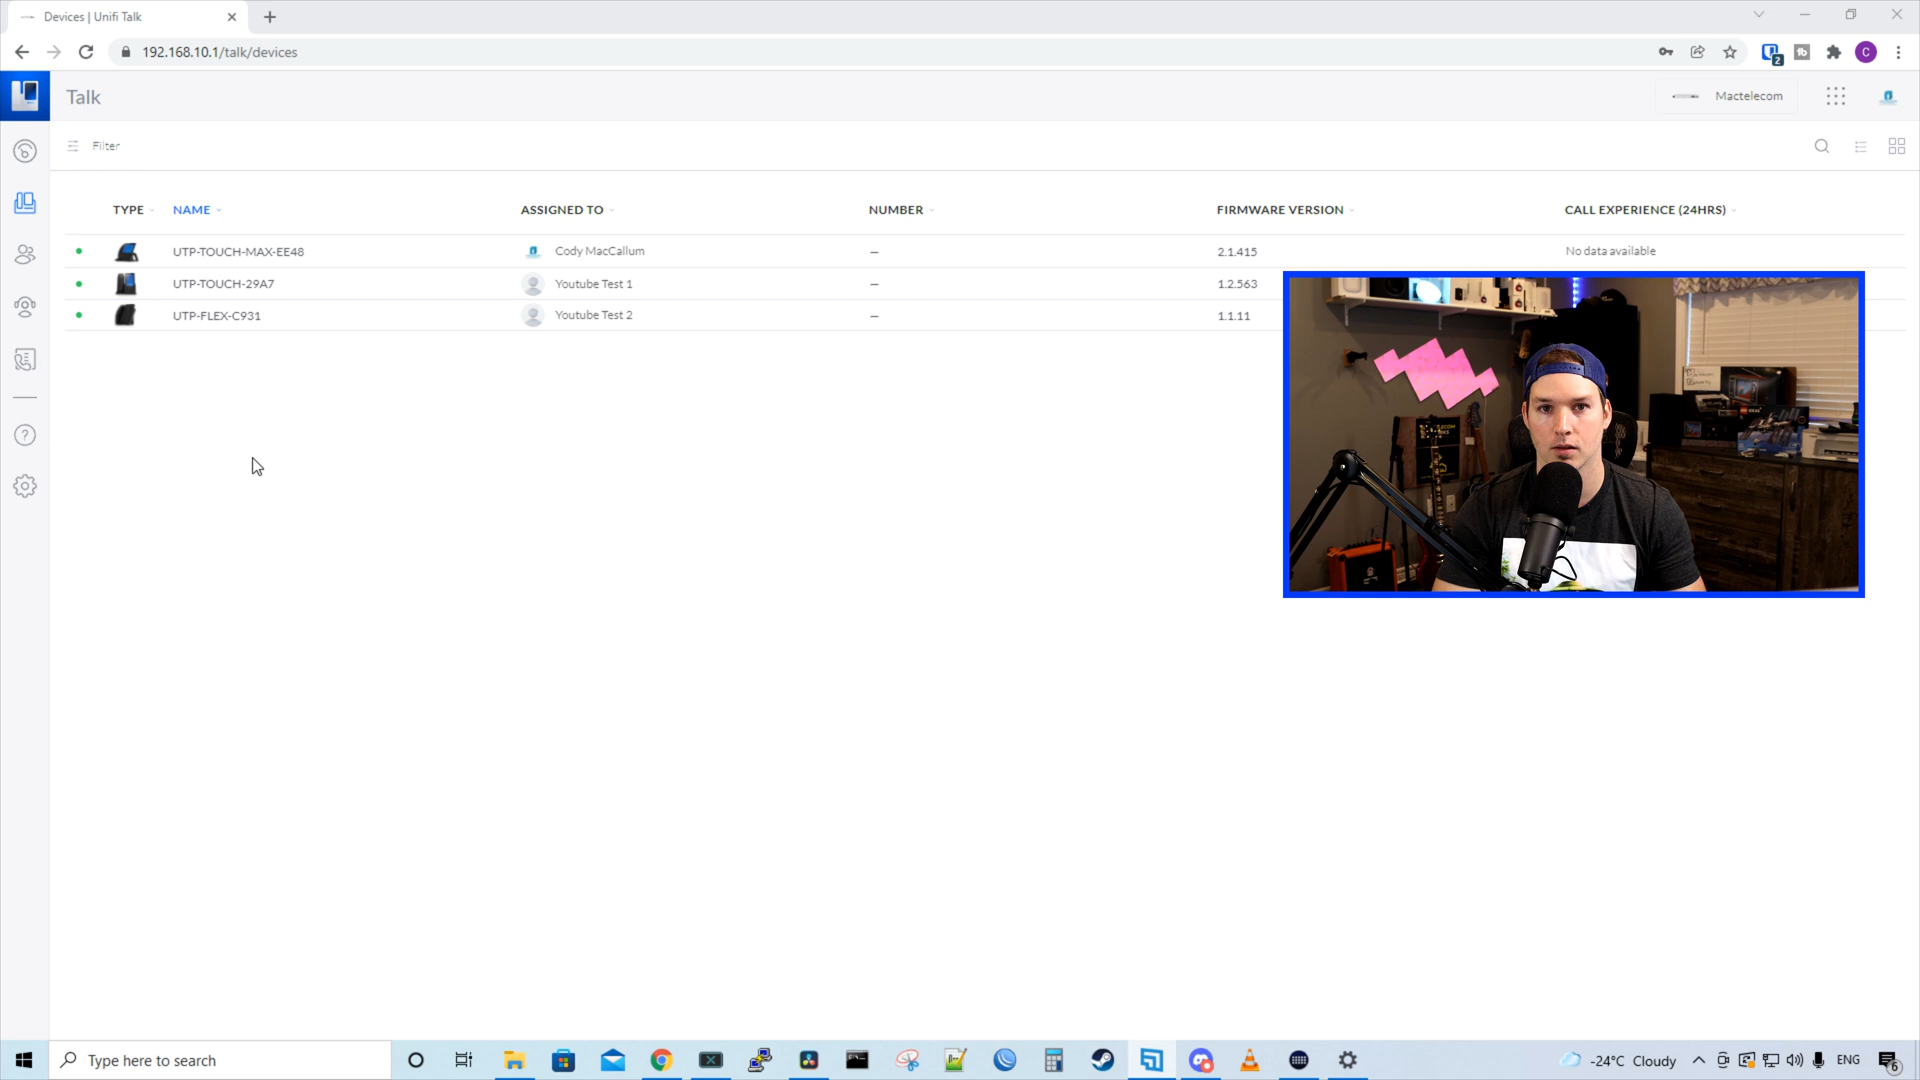 Devices | Unifi Talk
192.168.10.1/talk/devices
2
C
Talk
Mactelecom
Filter
TYPE NAME ASSIGNED TO NUMBER FIRMWARE VERSION CALL EXPERIENCE (24HRS)
UTP-TOUCH-MAX-EE48 Cody MacCallum — 2.1.415 No data available
UTP-TOUCH-29A7 Youtube Test 1 — 1.2.563
UTP-FLEX-C931 Youtube Test 2 — 1.1.11
Type here to search
-24°C Cloudy
ENG
6